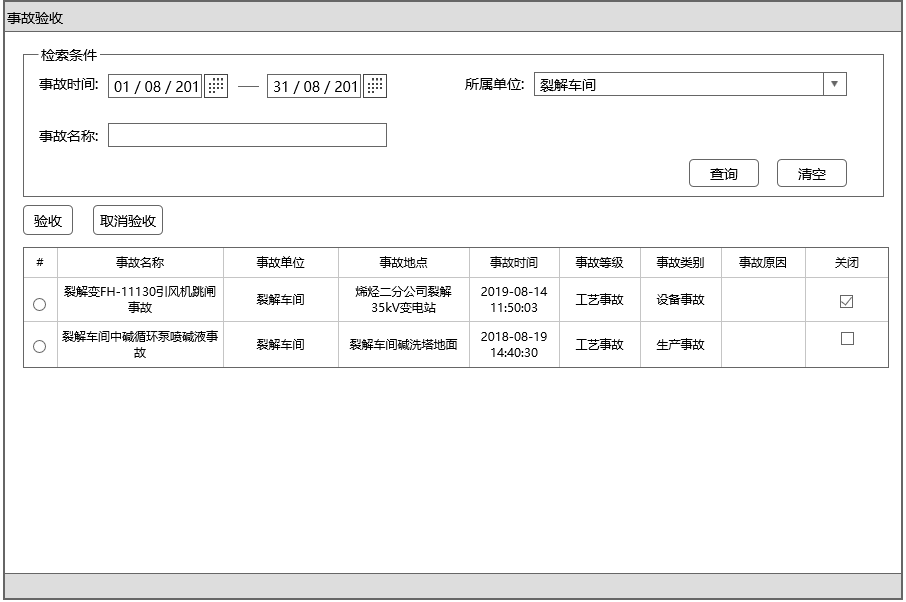 事故验收
检索条件
事故时间: 01 / 08 / 201 — 31 / 08 / 201 所属单位: 裂解车间
事故名称:
查询 清空
验收 取消验收
# 事故名称 事故单位 事故地点 事故时间 事故等级 事故类别 事故原因 关闭
裂解变FH-11130引风机跳闸
事故
裂解车间
烯烃二分公司裂解
35kV变电站
2019-08-14
11:50:03
工艺事故
设备事故
裂解车间中碱循环泵喷碱液事
故
裂解车间
裂解车间碱洗塔地面
2018-08-19
14:40:30
工艺事故
生产事故